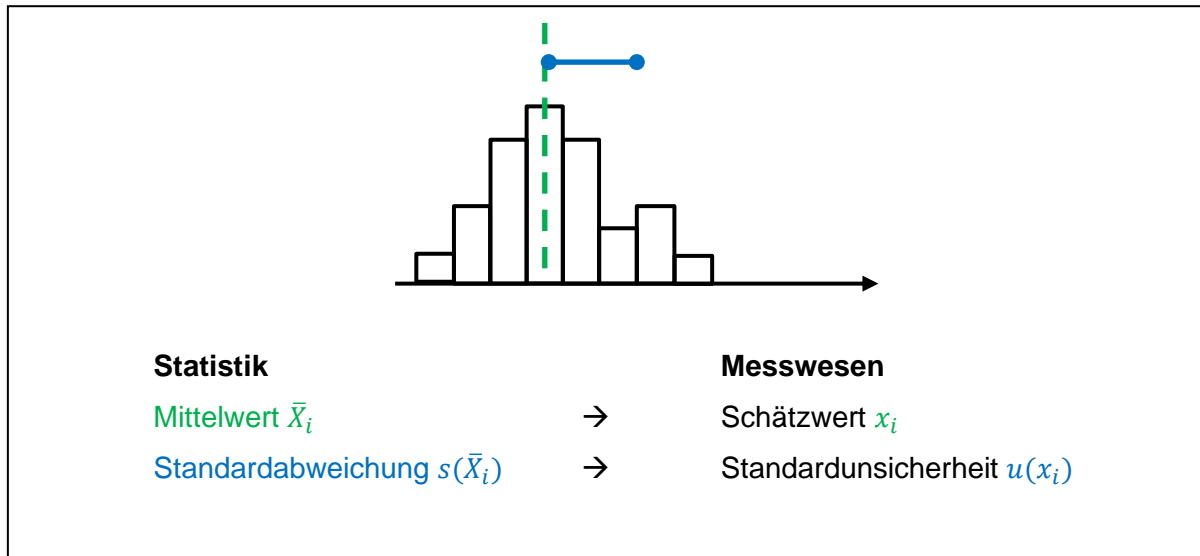 Statistik Messwesen
Mittelwert X̄ᵢ → Schätzwert xᵢ
Standardabweichung s(X̄ᵢ) → Standardunsicherheit u(xᵢ)